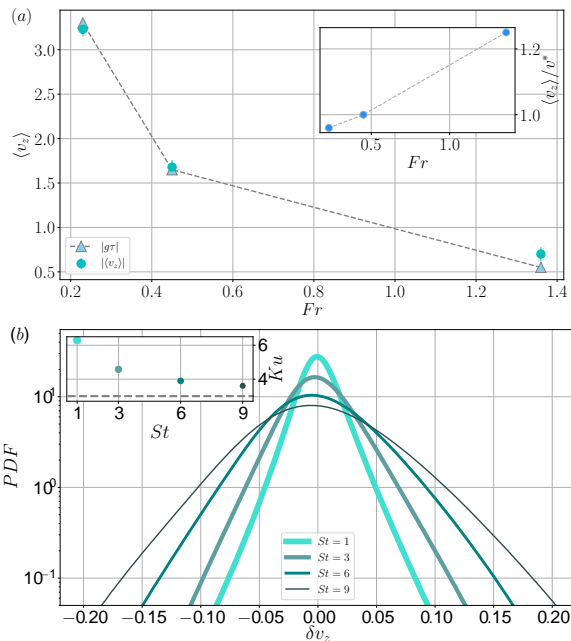 (a)
⟨v_z⟩
3.0
2.5
2.0
1.5
1.0
0.5
0.2
0.4
0.6
0.8
1.0
1.2
1.4
Fr
|gτ|
|⟨v_z⟩|
0.5
1.0
Fr
1.2
1.0
⟨v_z⟩/v*
(b)
PDF
10^1
10^0
10^-1
−0.20
−0.15
−0.10
−0.05
0.00
0.05
0.10
0.15
0.20
δv_z
6
4
Ku
1
3
6
9
St
St = 1
St = 3
St = 6
St = 9